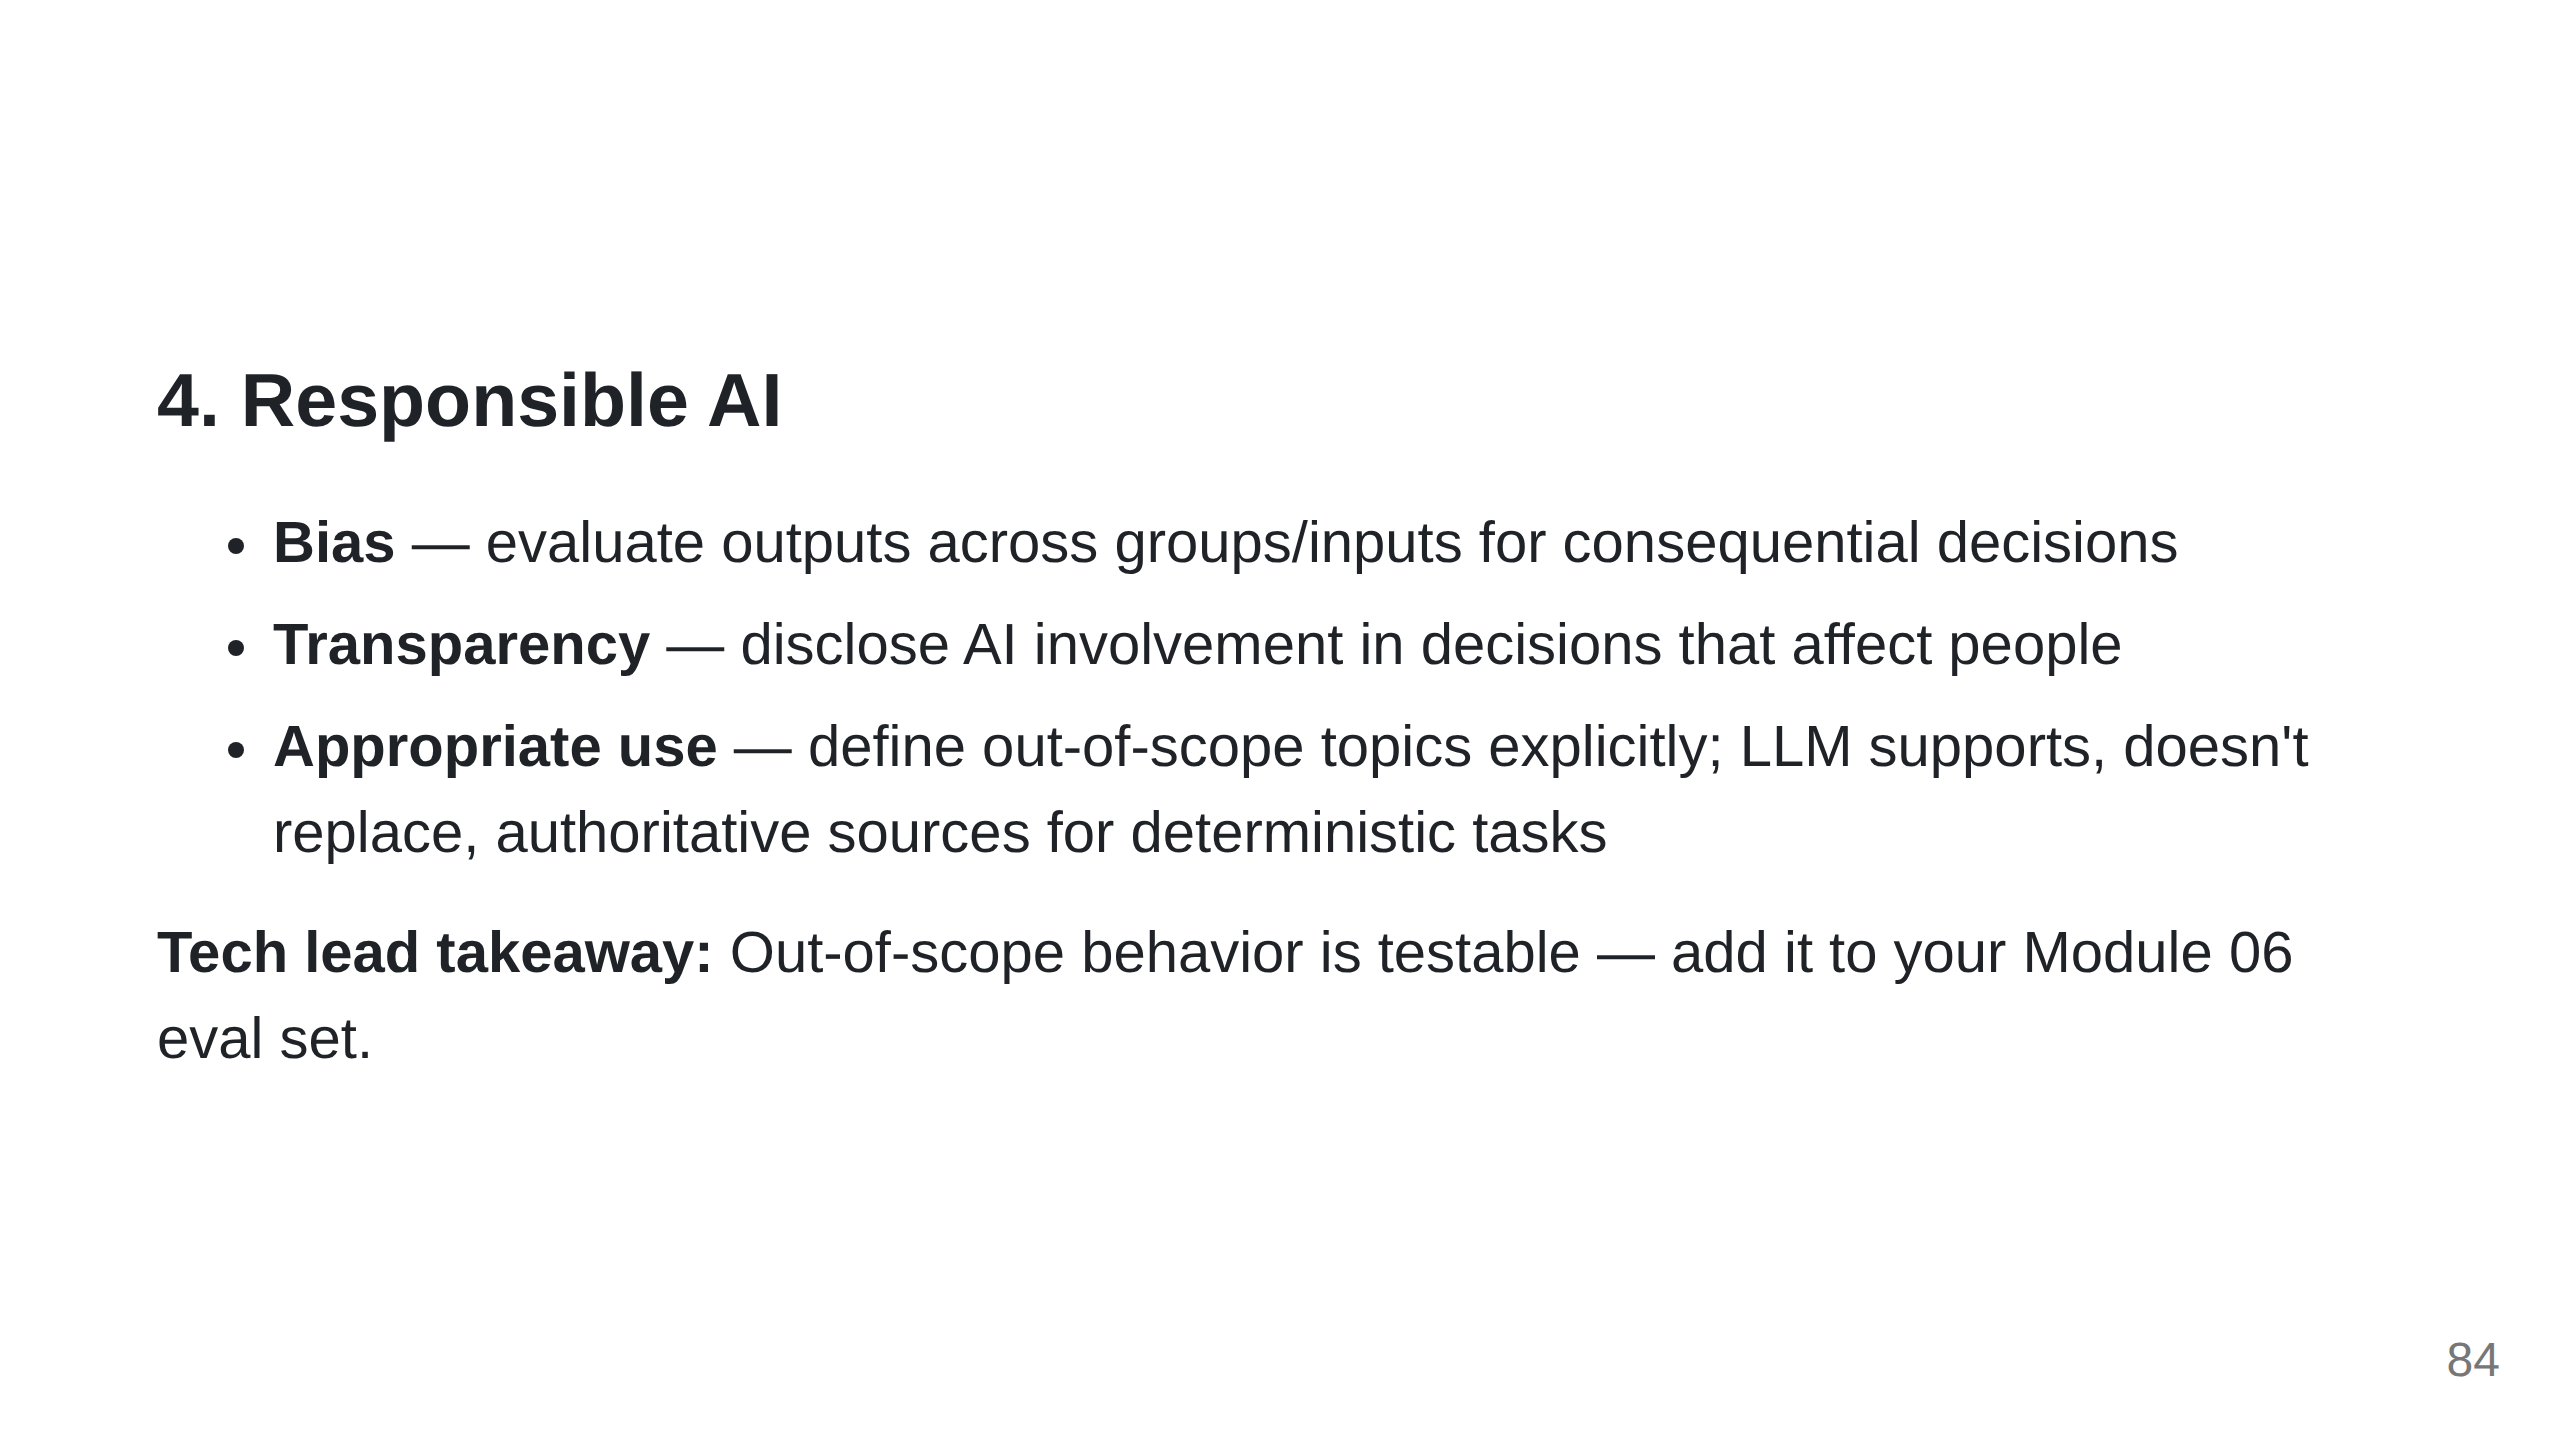 4. Responsible AI
• Bias — evaluate outputs across groups/inputs for consequential decisions
• Transparency — disclose AI involvement in decisions that affect people
• Appropriate use — define out-of-scope topics explicitly; LLM supports, doesn't
replace, authoritative sources for deterministic tasks
Tech lead takeaway: Out-of-scope behavior is testable — add it to your Module 06
eval set.
84